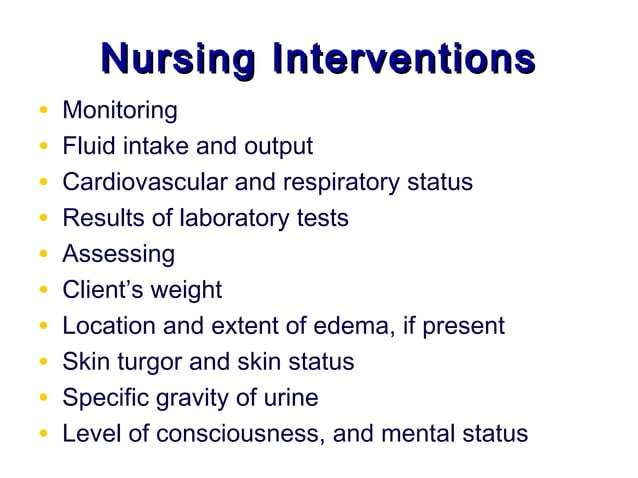 Nursing Interventions
• Monitoring
• Fluid intake and output
• Cardiovascular and respiratory status
• Results of laboratory tests
• Assessing
• Client’s weight
• Location and extent of edema, if present
• Skin turgor and skin status
• Specific gravity of urine
• Level of consciousness, and mental status